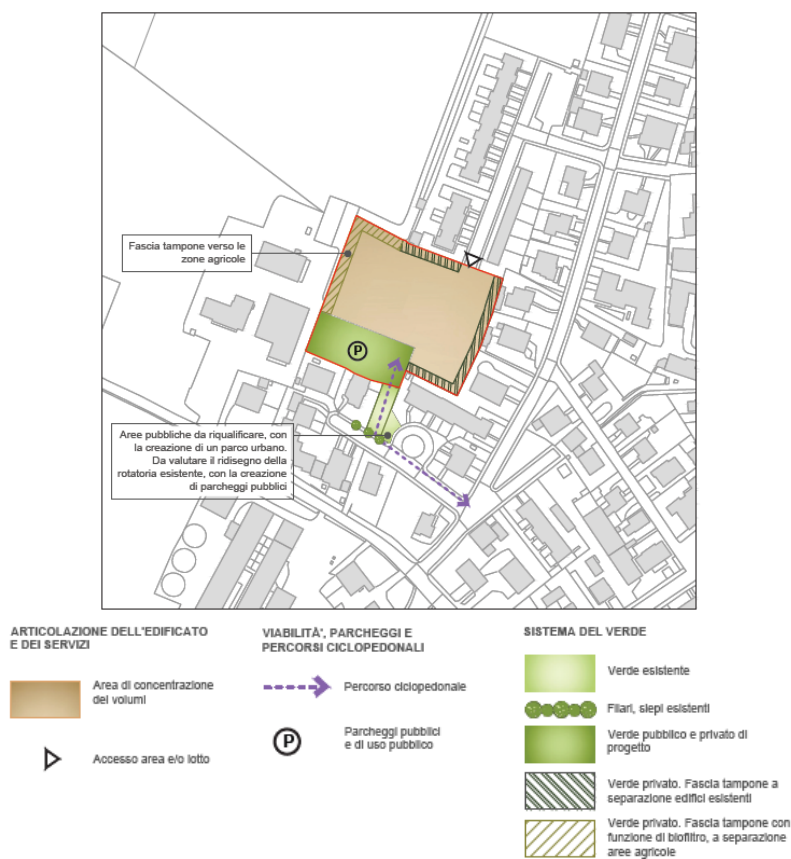 Fascia tampone verso le
zone agricole
P
Aree pubbliche da riqualificare, con
la creazione di un parco urbano.
Da valutare il ridisegno della
rotatoria esistente, con la creazione
di parcheggi pubblici
ARTICOLAZIONE DELL'EDIFICATO
E DEI SERVIZI
Area di concentrazione
dei volumi
Accesso area e/o lotto
VIABILITA', PARCHEGGI E
PERCORSI CICLOPEDONALI
Percorso ciclopedonale
P
Parcheggi pubblici
e di uso pubblico
SISTEMA DEL VERDE
Verde esistente
Filari, siepi esistenti
Verde pubblico e privato di
progetto
Verde privato. Fascia tampone a
separazione edifici esistenti
Verde privato. Fascia tampone con
funzione di biofiltro, a separazione
aree agricole